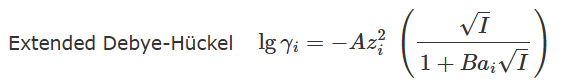 Extended Debye-Hückel lg γᵢ = −Azᵢ² ( √I / (1 + Baᵢ√I) )